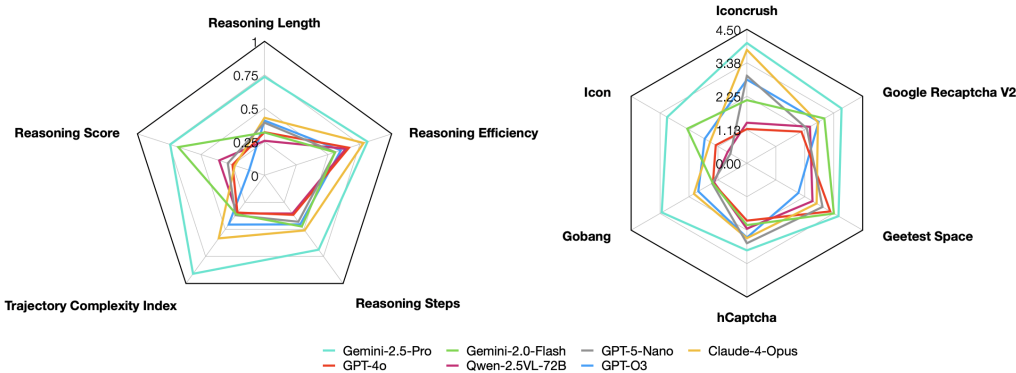 Reasoning Length
1
0.75
0.5
0.25
0
Reasoning Score
Reasoning Efficiency
Trajectory Complexity Index
Reasoning Steps
Iconcrush
4.50
3.38
2.25
1.13
0.00
Icon
Google Recaptcha V2
Gobang
Geetest Space
hCaptcha
Gemini-2.5-Pro
Gemini-2.0-Flash
GPT-5-Nano
Claude-4-Opus
GPT-4o
Qwen-2.5VL-72B
GPT-O3